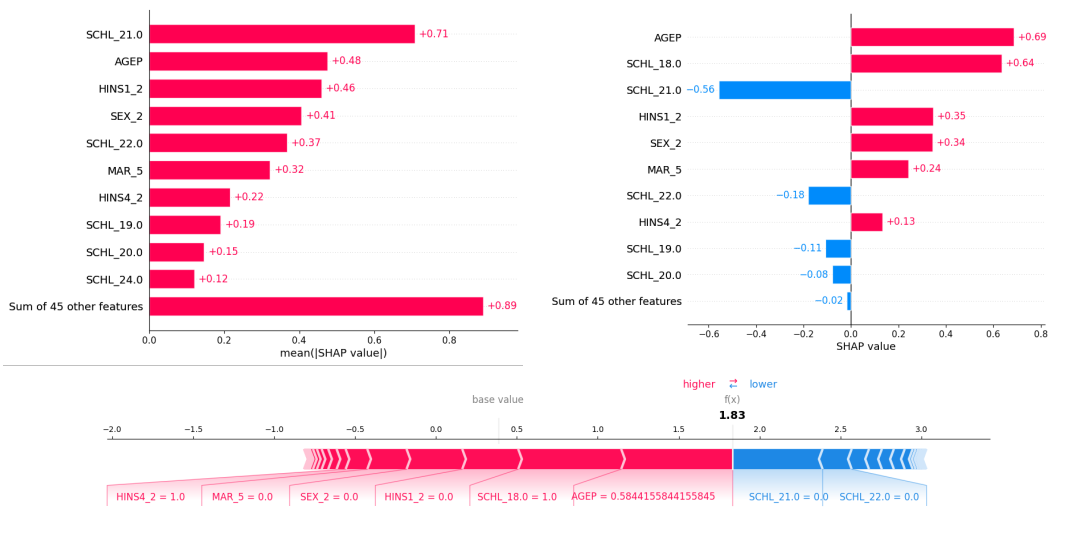 SCHL_21.0 +0.71
AGEP +0.48
HINS1_2 +0.46
SEX_2 +0.41
SCHL_22.0 +0.37
MAR_5 +0.32
HINS4_2 +0.22
SCHL_19.0 +0.19
SCHL_20.0 +0.15
SCHL_24.0 +0.12
Sum of 45 other features +0.89
0.0 0.2 0.4 0.6 0.8
mean(|SHAP value|)
AGEP +0.69
SCHL_18.0 +0.64
SCHL_21.0 −0.56
HINS1_2 +0.35
SEX_2 +0.34
MAR_5 +0.24
SCHL_22.0 −0.18
HINS4_2 +0.13
SCHL_19.0 −0.11
SCHL_20.0 −0.08
Sum of 45 other features −0.02
−0.6 −0.4 −0.2 0.0 0.2 0.4 0.6 0.8
SHAP value
higher ⇄ lower
base value f(x)
1.83
−2.0 −1.5 −1.0 −0.5 0.0 0.5 1.0 1.5 2.0 2.5 3.0
HINS4_2 = 1.0 MAR_5 = 0.0 SEX_2 = 0.0 HINS1_2 = 0.0 SCHL_18.0 = 1.0 AGEP = 0.5844155844155845 SCHL_21.0 = 0.0 SCHL_22.0 = 0.0